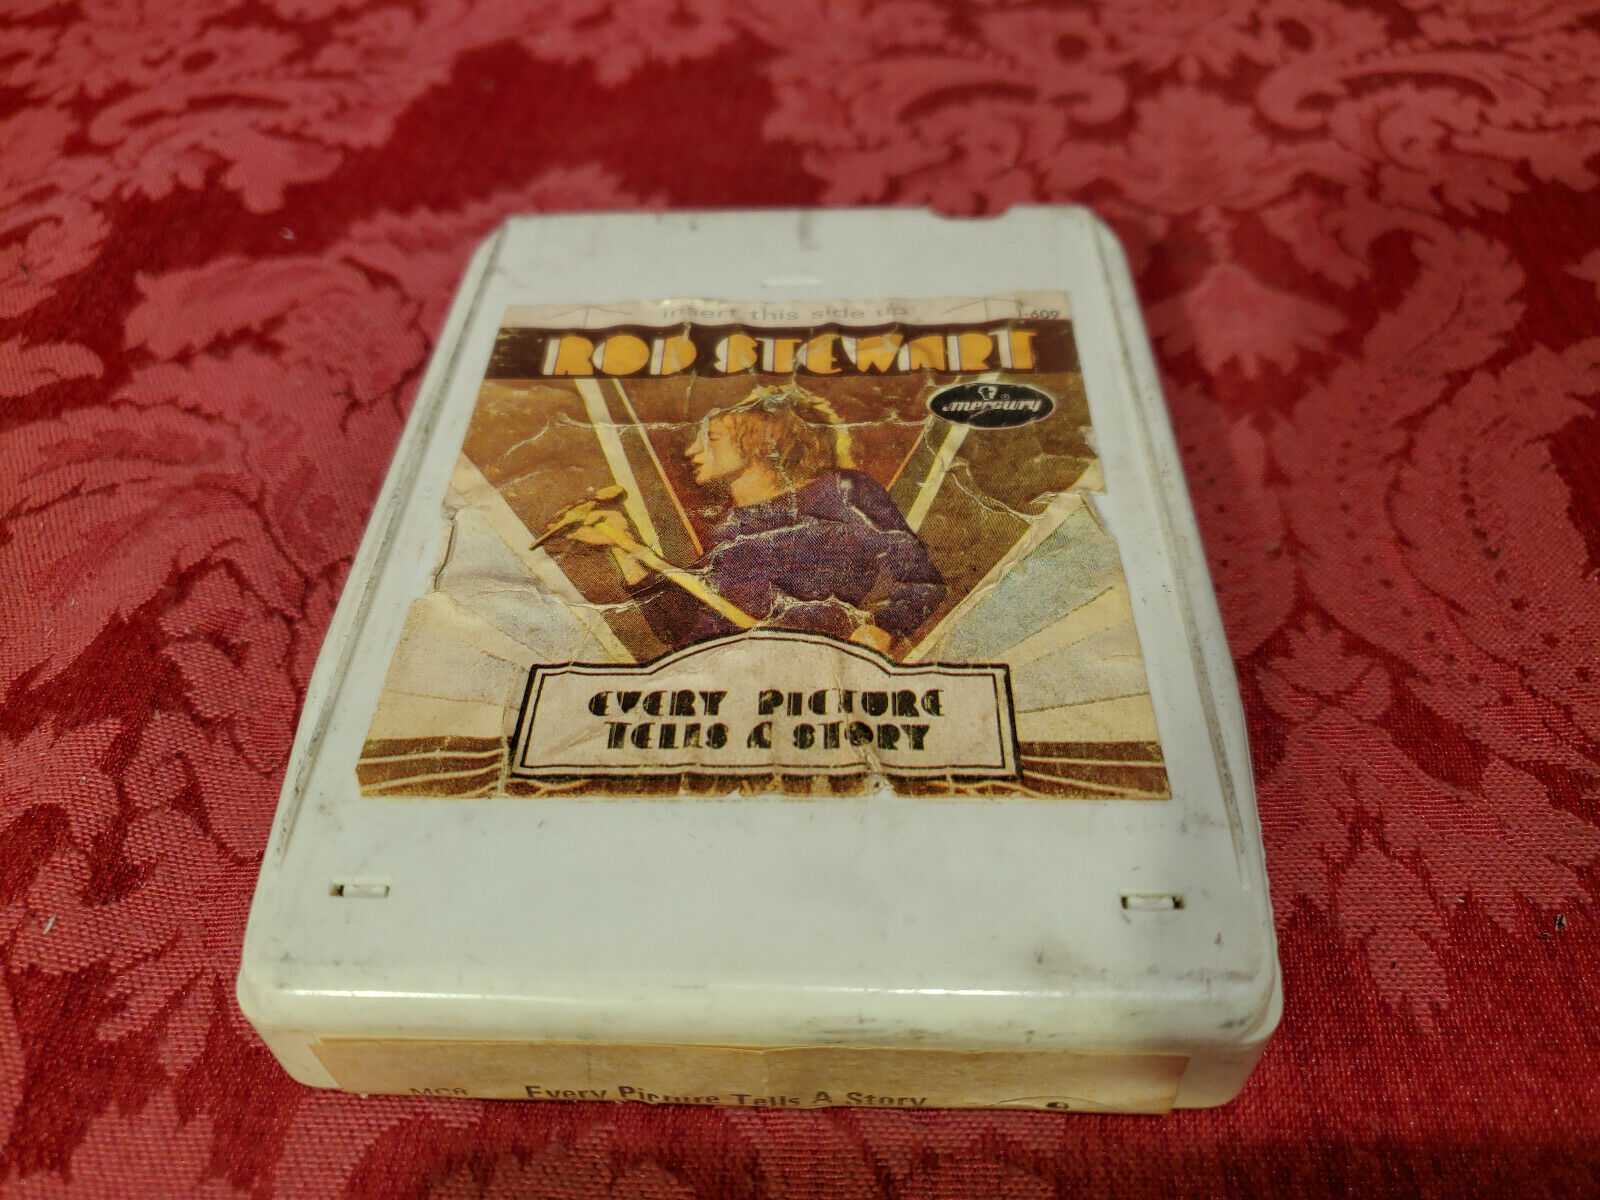 insert this side up
1-609
ROD STEWART
mercury
EVERY PICTURE
TELLS A STORY
MC8 Every Picture Tells A Story